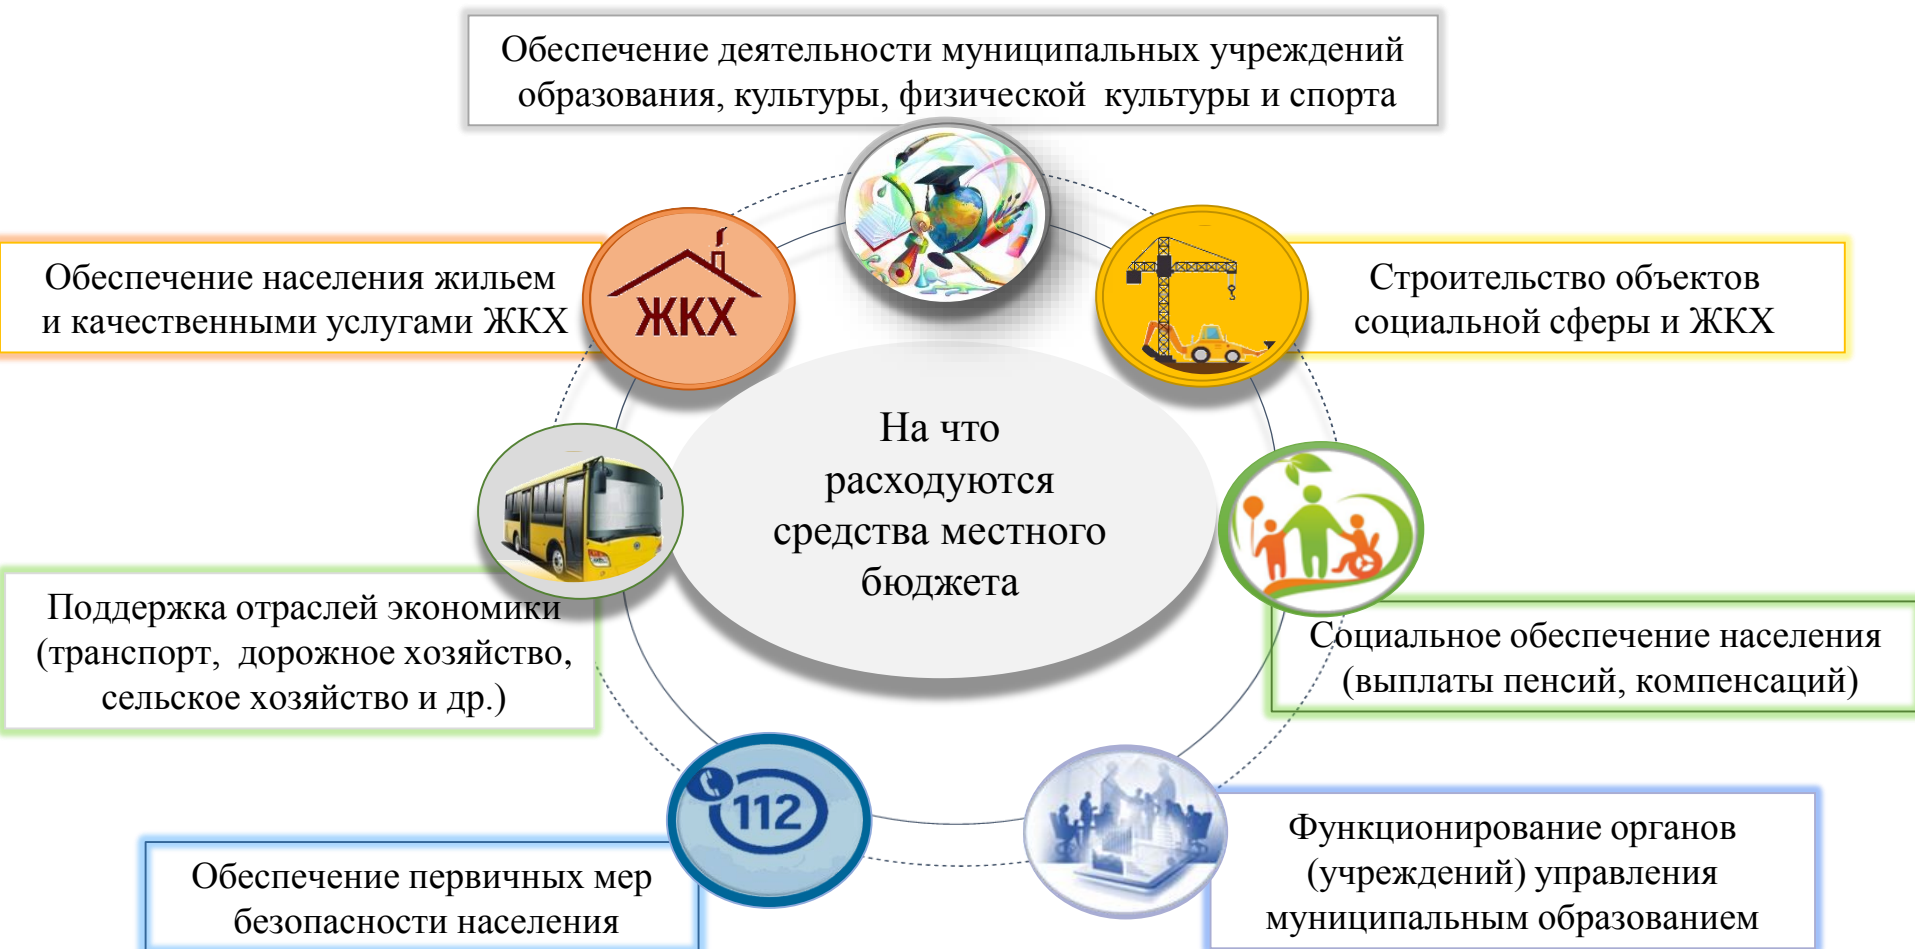 Обеспечение деятельности муниципальных учреждений
образования, культуры, физической культуры и спорта
Обеспечение населения жильем
и качественными услугами ЖКХ
ЖКХ
Строительство объектов
социальной сферы и ЖКХ
На что
расходуются
средства местного
бюджета
Поддержка отраслей экономики
(транспорт, дорожное хозяйство,
сельское хозяйство и др.)
Социальное обеспечение населения
(выплаты пенсий, компенсаций)
112
Обеспечение первичных мер
безопасности населения
Функционирование органов
(учреждений) управления
муниципальным образованием